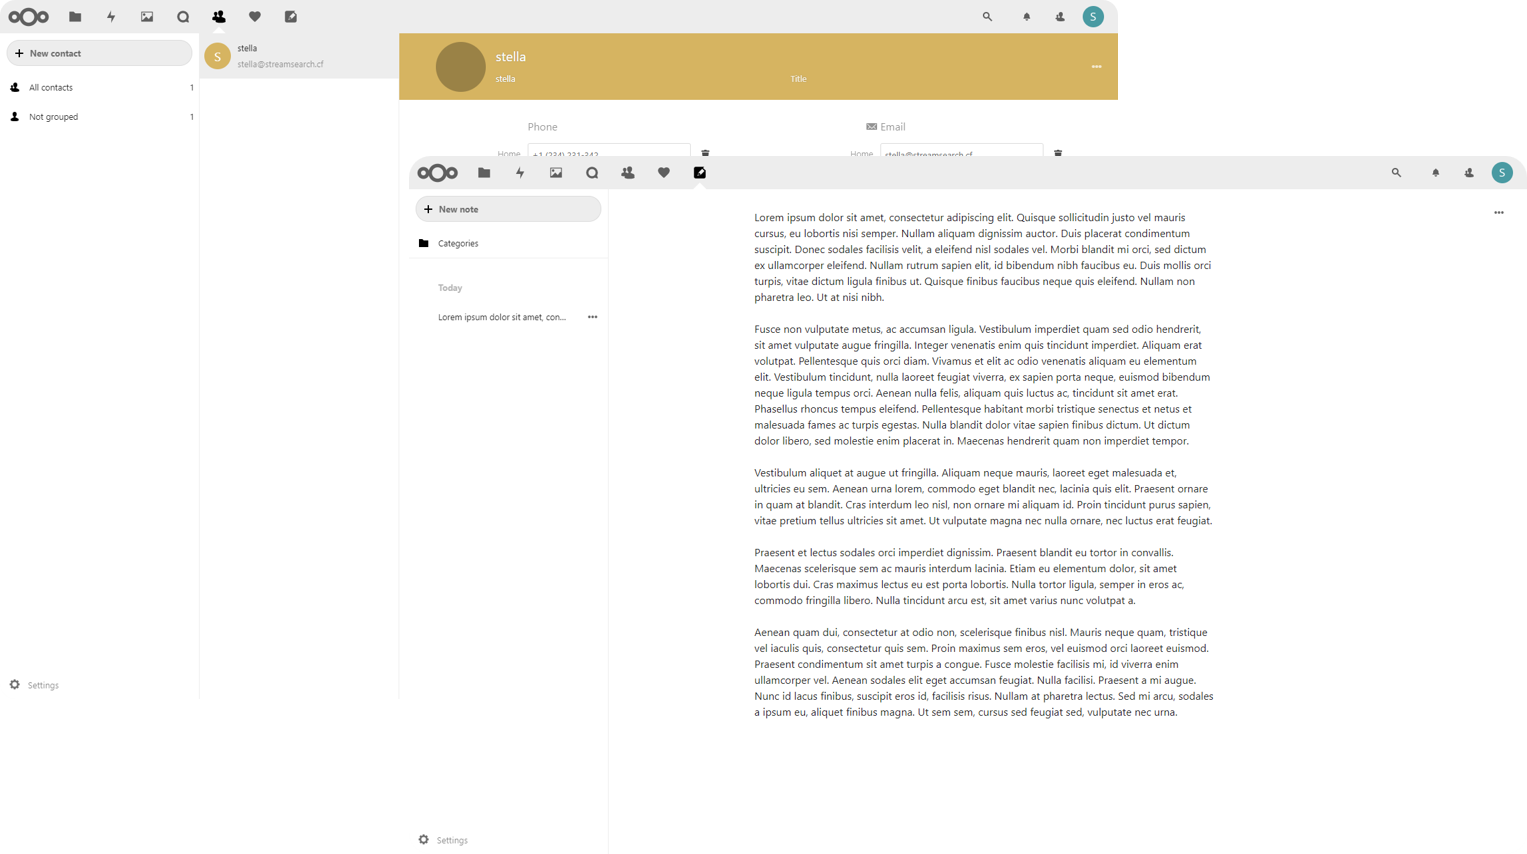 S
New contact
All contacts 1
Not grouped 1
Settings
S
stella
stella@streamsearch.cf
stella
stella
Title
Phone
Email
Home
+1 (234) 231-342
Home
stella@streamsearch.cf
S
New note
Categories
Today
Lorem ipsum dolor sit amet, con...
Settings
Lorem ipsum dolor sit amet, consectetur adipiscing elit. Quisque sollicitudin justo vel mauris
cursus, eu lobortis nisi semper. Nullam aliquam dignissim auctor. Duis placerat condimentum
suscipit. Donec sodales facilisis velit, a eleifend nisl sodales vel. Morbi blandit mi orci, sed dictum
ex ullamcorper eleifend. Nullam rutrum sapien elit, id bibendum nibh faucibus eu. Duis mollis orci
turpis, vitae dictum ligula finibus ut. Quisque finibus faucibus neque quis eleifend. Nullam non
pharetra leo. Ut at nisi nibh.
Fusce non vulputate metus, ac accumsan ligula. Vestibulum imperdiet quam sed odio hendrerit,
sit amet vulputate augue fringilla. Integer venenatis enim quis tincidunt imperdiet. Aliquam erat
volutpat. Pellentesque quis orci diam. Vivamus et elit ac odio venenatis aliquam eu elementum
elit. Vestibulum tincidunt, nulla laoreet feugiat viverra, ex sapien porta neque, euismod bibendum
neque ligula tempus orci. Aenean nulla felis, aliquam quis luctus ac, tincidunt sit amet erat.
Phasellus rhoncus tempus eleifend. Pellentesque habitant morbi tristique senectus et netus et
malesuada fames ac turpis egestas. Nulla blandit dolor vitae sapien finibus dictum. Ut dictum
dolor libero, sed molestie enim placerat in. Maecenas hendrerit quam non imperdiet tempor.
Vestibulum aliquet at augue ut fringilla. Aliquam neque mauris, laoreet eget malesuada et,
ultricies eu sem. Aenean urna lorem, commodo eget blandit nec, lacinia quis elit. Praesent ornare
in quam at blandit. Cras interdum leo nisl, non ornare mi aliquam id. Proin tincidunt purus sapien,
vitae pretium tellus ultricies sit amet. Ut vulputate magna nec nulla ornare, nec luctus erat feugiat.
Praesent et lectus sodales orci imperdiet dignissim. Praesent blandit eu tortor in convallis.
Maecenas scelerisque sem ac mauris interdum lacinia. Etiam eu elementum dolor, sit amet
lobortis dui. Cras maximus lectus eu est porta lobortis. Nulla tortor ligula, semper in eros ac,
commodo fringilla libero. Nulla tincidunt arcu est, sit amet varius nunc volutpat a.
Aenean quam dui, consectetur at odio non, scelerisque finibus nisl. Mauris neque quam, tristique
vel iaculis quis, consectetur quis sem. Proin maximus sem eros, vel euismod orci laoreet euismod.
Praesent condimentum sit amet turpis a congue. Fusce molestie facilisis mi, id viverra enim
ullamcorper vel. Aenean sodales elit eget accumsan feugiat. Nulla facilisi. Praesent a mi augue.
Nunc id lacus finibus, suscipit eros id, facilisis risus. Nullam at pharetra lectus. Sed mi arcu, sodales
a ipsum eu, aliquet finibus magna. Ut sem sem, cursus sed feugiat sed, vulputate nec urna.